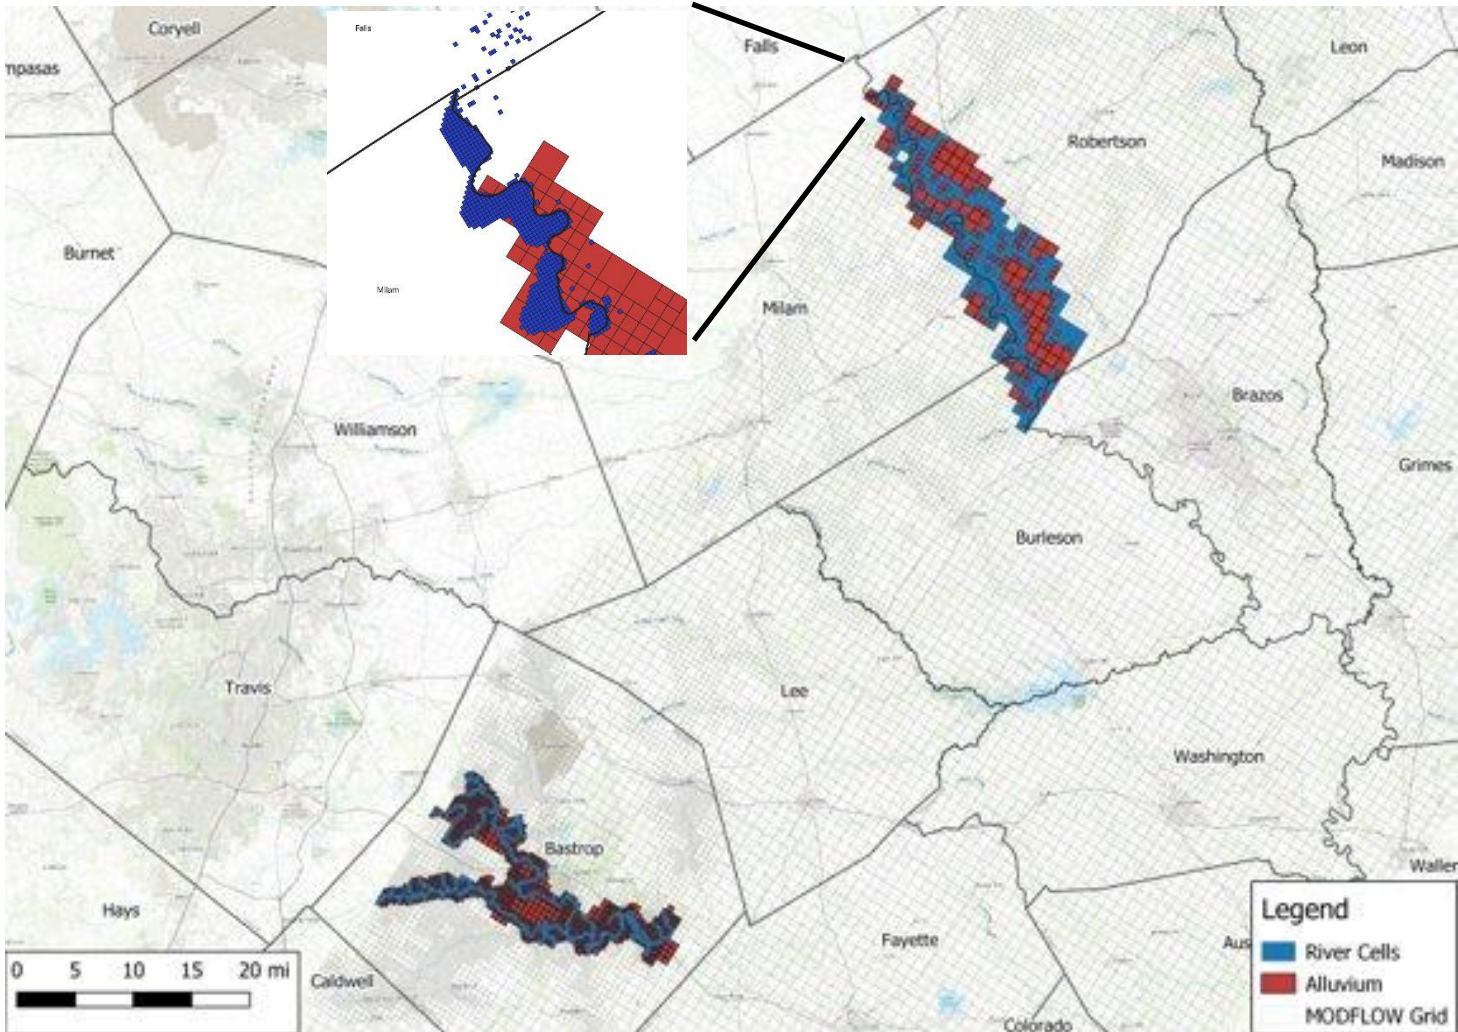 Coryell
Falls
Falls
Leon
mpasas
Robertson
Madison
Burnet
Milam
Milam
Williamson
Brazos
Grimes
Burleson
Travis
Lee
Washington
Bastrop
Waller
Hays
Fayette
Aus
Caldwell
Colorado
0 5 10 15 20 mi
Legend
River Cells
Alluvium
MODFLOW Grid